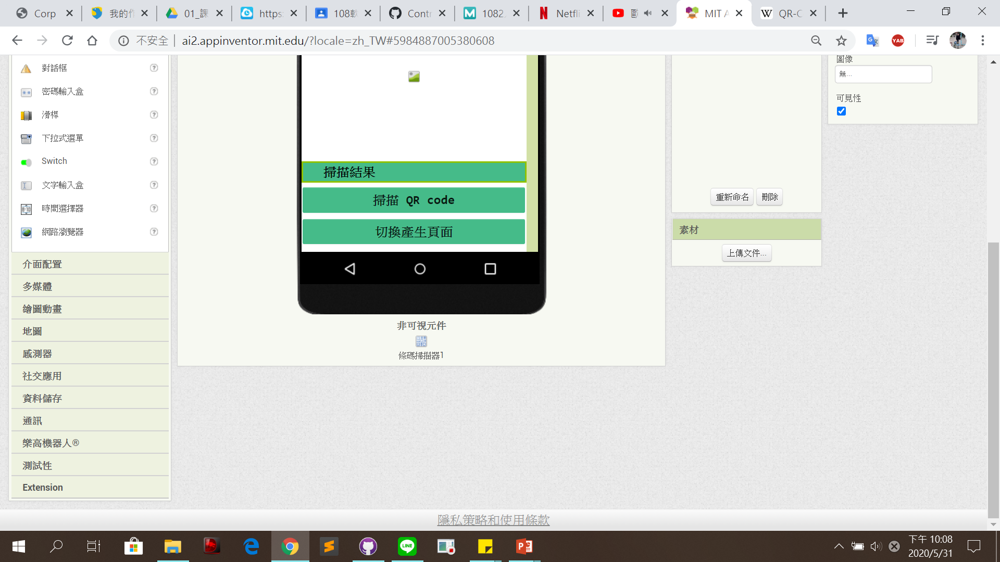 Corp
我的作
01_課
https:
108軟
Contr
1082.
Netfli
MIT A
QR-C
不安全 ai2.appinventor.mit.edu/?locale=zh_TW#5984887005380608
YAB
對話框
密碼輸入盒
滑桿
下拉式選單
Switch
文字輸入盒
時間選擇器
網路瀏覽器
介面配置
多媒體
繪圖動畫
地圖
感測器
社交應用
資料儲存
通訊
樂高機器人®
測試性
Extension
掃描結果
掃描 QR code
切換產生頁面
非可視元件
條碼掃描器1
重新命名
刪除
素材
上傳文件...
圖像
無...
可見性
隱私策略和使用條款
LINE
下午 10:08
2020/5/31